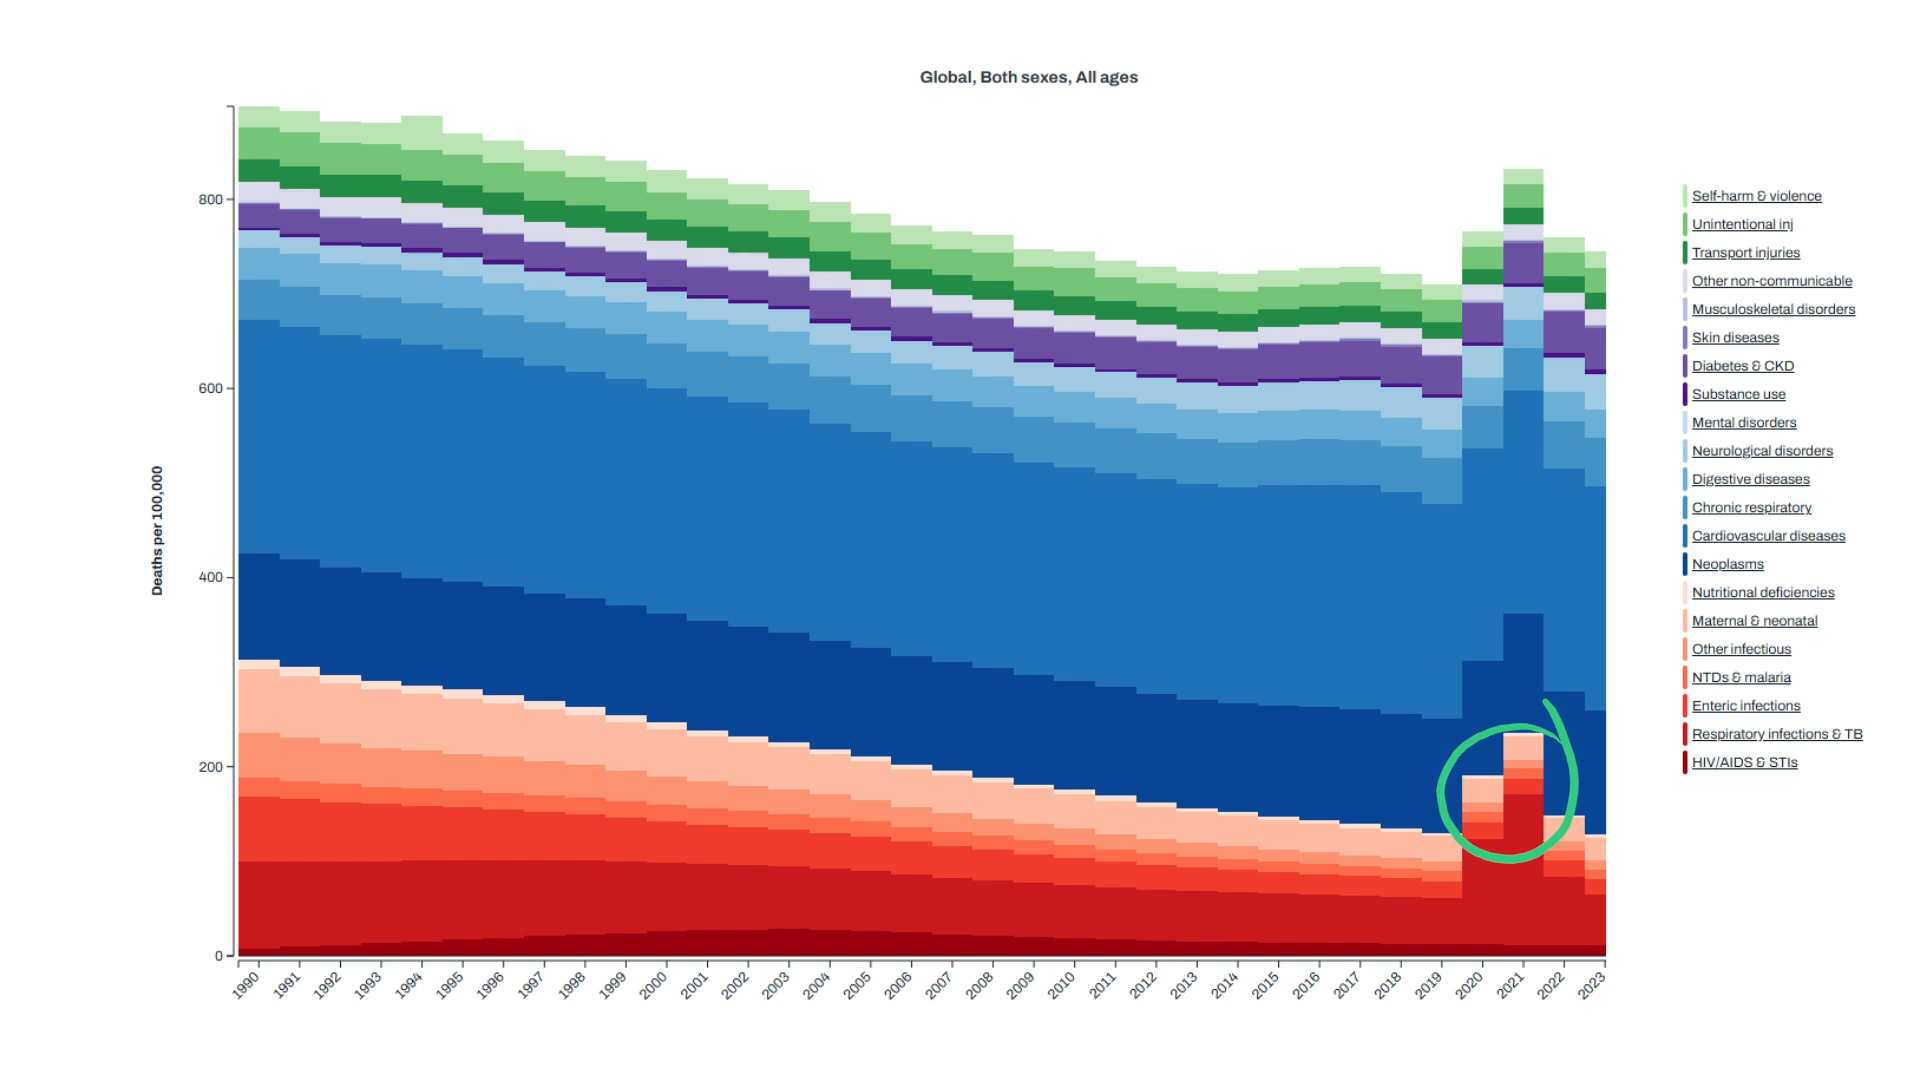 Global, Both sexes, All ages
Deaths per 100,000
800
600
400
200
0
1990
1991
1992
1993
1994
1995
1996
1997
1998
1999
2000
2001
2002
2003
2004
2005
2006
2007
2008
2009
2010
2011
2012
2013
2014
2015
2016
2017
2018
2019
2020
2021
2022
2023
Self-harm & violence
Unintentional inj
Transport injuries
Other non-communicable
Musculoskeletal disorders
Skin diseases
Diabetes & CKD
Substance use
Mental disorders
Neurological disorders
Digestive diseases
Chronic respiratory
Cardiovascular diseases
Neoplasms
Nutritional deficiencies
Maternal & neonatal
Other infectious
NTDs & malaria
Enteric infections
Respiratory infections & TB
HIV/AIDS & STIs